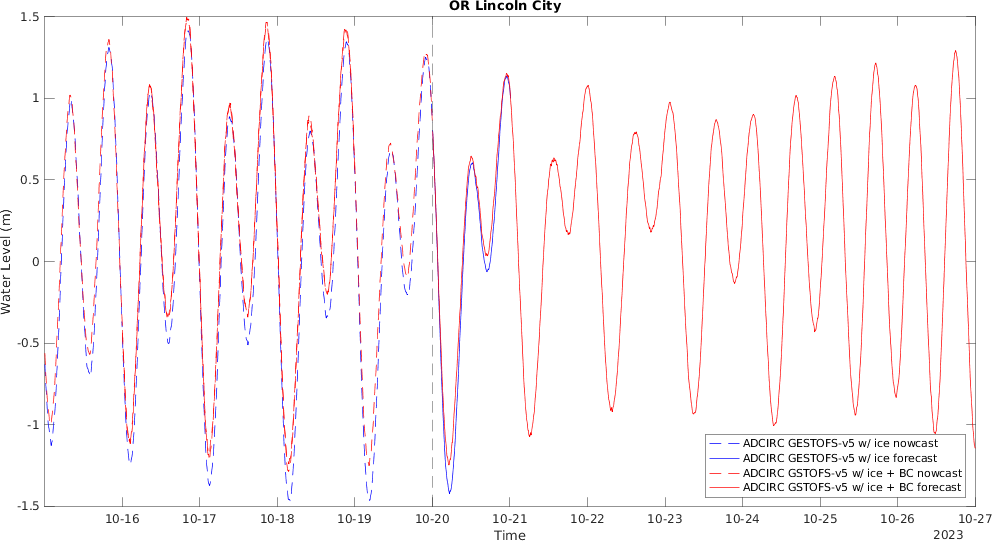 OR Lincoln City
Water Level (m)
1.5
1
0.5
0
-0.5
-1
-1.5
10-16 10-17 10-18 10-19 10-20 10-21 10-22 10-23 10-24 10-25 10-26 10-27
Time
2023
ADCIRC GESTOFS-v5 w/ ice nowcast
ADCIRC GESTOFS-v5 w/ ice forecast
ADCIRC GSTOFS-v5 w/ ice + BC nowcast
ADCIRC GSTOFS-v5 w/ ice + BC forecast